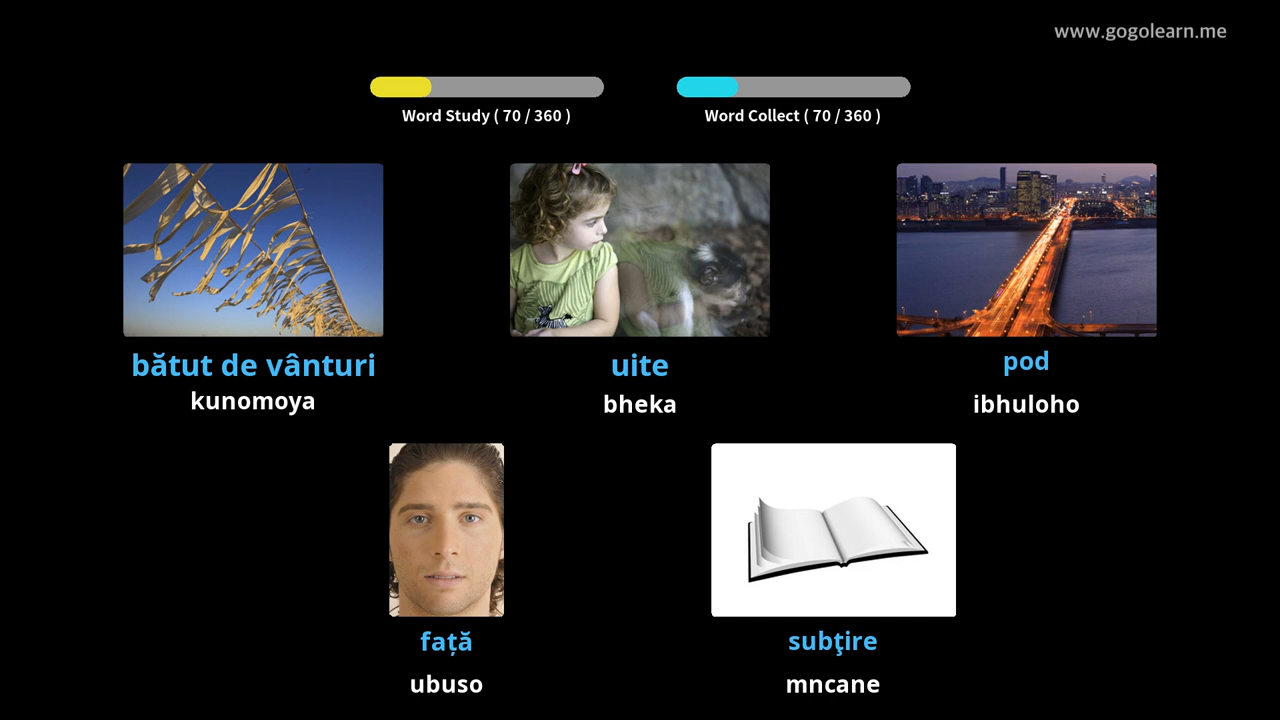 www.gogolearn.me
Word Study ( 70 / 360 )
Word Collect ( 70 / 360 )
bătut de vânturi
kunomoya
uite
bheka
pod
ibhuloho
față
ubuso
subţire
mncane